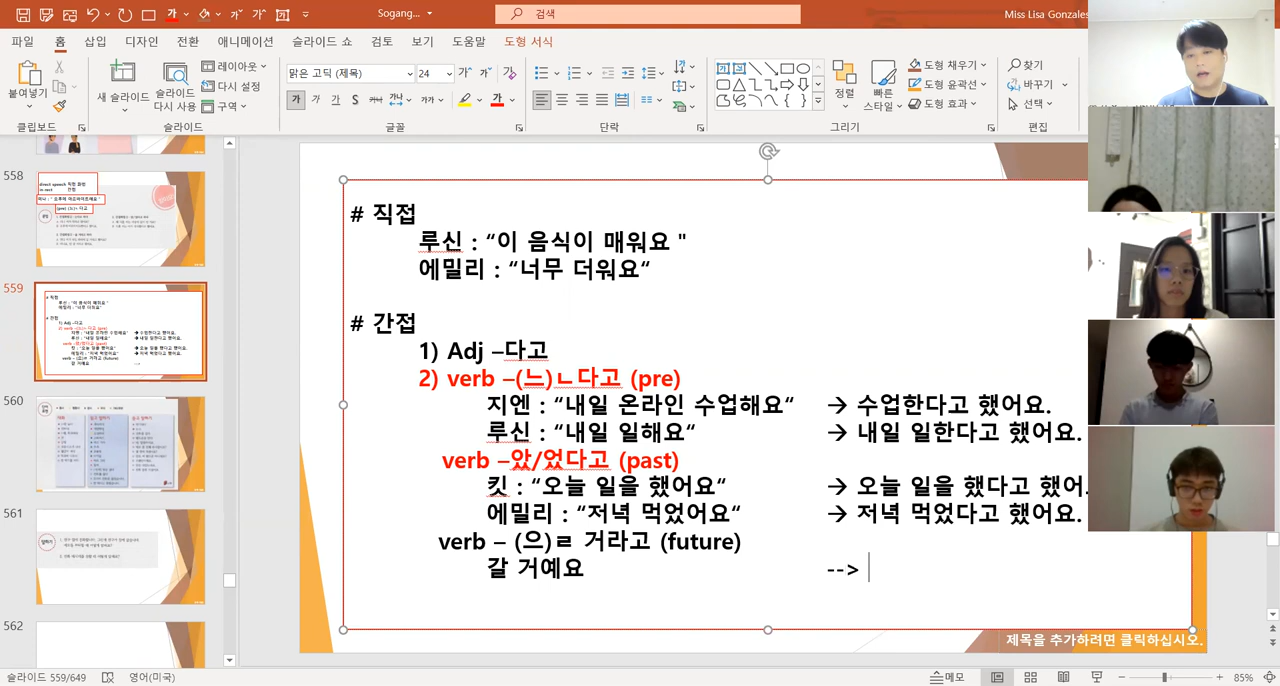 Sogang...
검색
Miss Lisa Gonzales
파일 홈 삽입 디자인 전환 애니메이션 슬라이드 쇼 검토 보기 도움말 도형 서식
붙여넣기
새 슬라이드
슬라이드 다시 사용
레이아웃
다시 설정
구역
맑은 고딕 (제목) 24
가 가 가 S 가나 가가 가
정렬
빠른 스타일
도형 채우기
도형 윤곽선
도형 효과
찾기
바꾸기
선택
클립보드 슬라이드 글꼴 단락 그리기 편집
558
559
560
561
562
# 직접
루신 : “이 음식이 매워요 "
에밀리 : “너무 더워요“
# 간접
1) Adj –다고
2) verb –(느)ㄴ다고 (pre)
지엔 : “내일 온라인 수업해요“ → 수업한다고 했어요.
루신 : “내일 일해요“ → 내일 일한다고 했어요.
verb –았/었다고 (past)
킷 : “오늘 일을 했어요“ → 오늘 일을 했다고 했어
에밀리 : “저녁 먹었어요“ → 저녁 먹었다고 했어요.
verb – (으)ㄹ 거라고 (future)
갈 거예요 -->
제목을 추가하려면 클릭하십시오.
슬라이드 559/649 영어(미국) 메모 85%